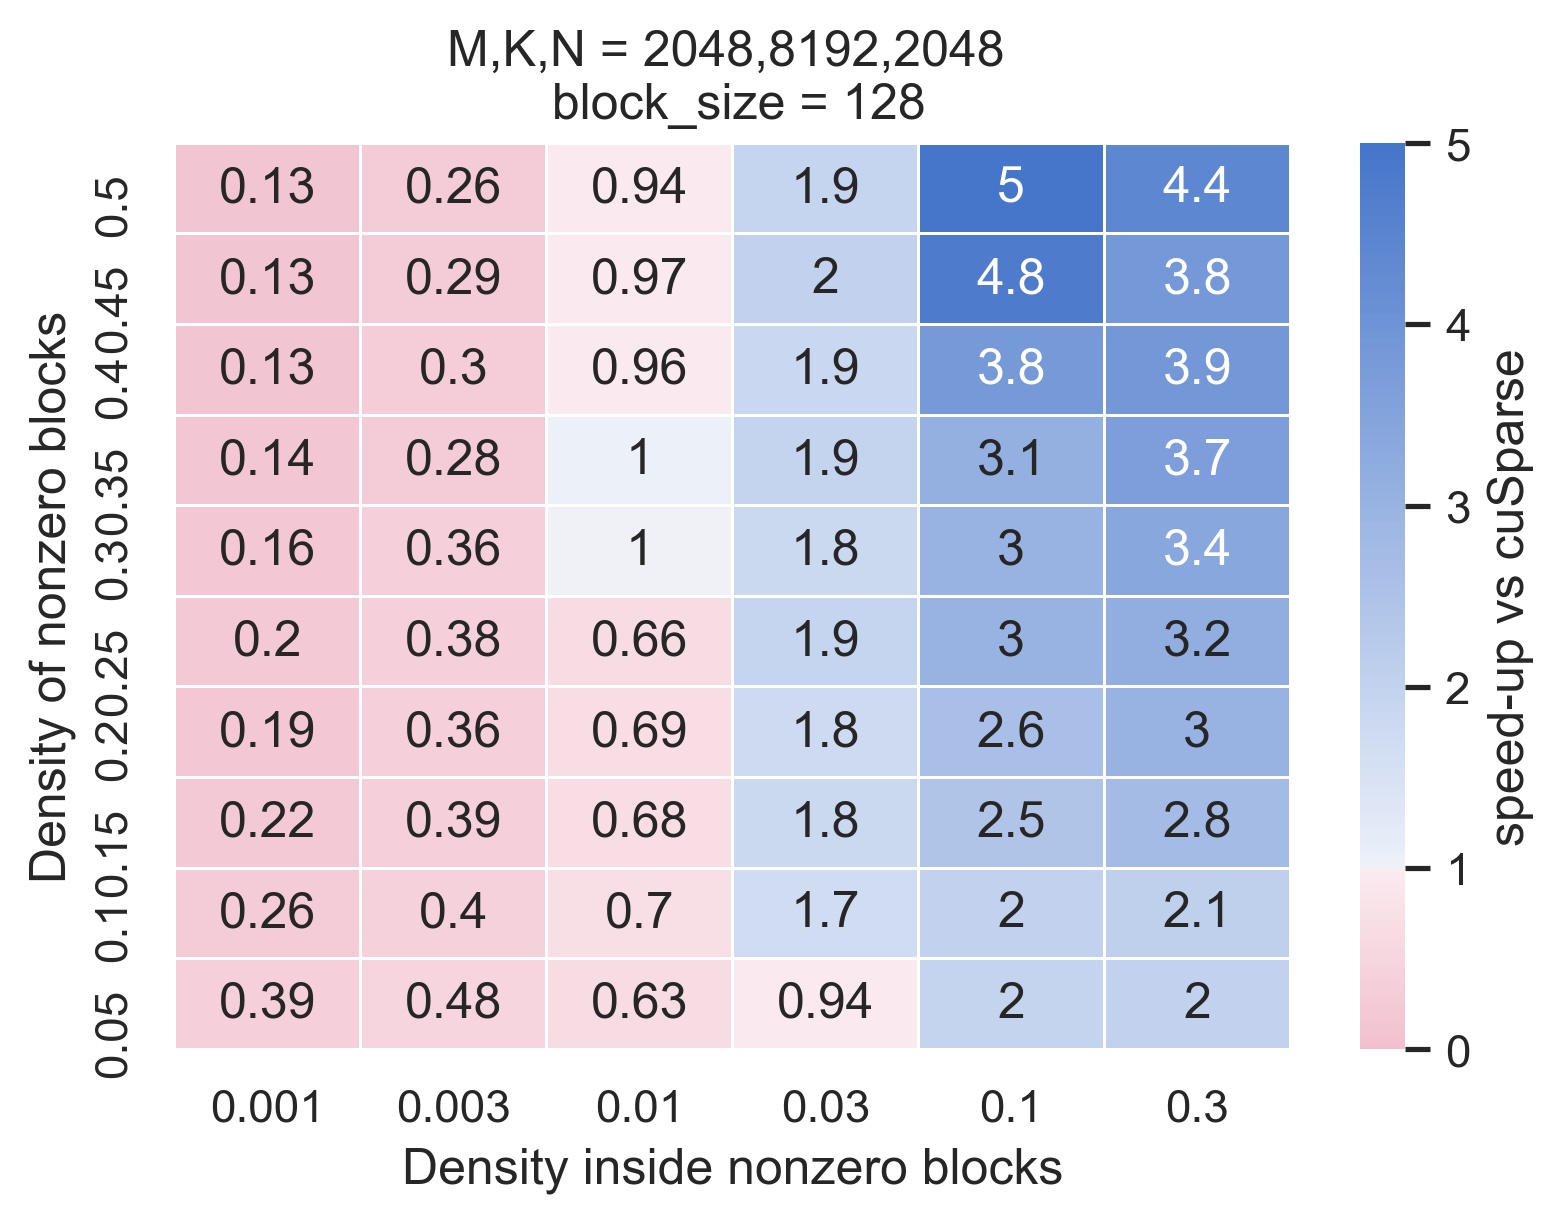 M,K,N = 2048,8192,2048
block_size = 128
Density of nonzero blocks
0.5 0.13 0.26 0.94 1.9 5 4.4
0.45 0.13 0.29 0.97 2 4.8 3.8
0.4 0.13 0.3 0.96 1.9 3.8 3.9
0.35 0.14 0.28 1 1.9 3.1 3.7
0.3 0.16 0.36 1 1.8 3 3.4
0.25 0.2 0.38 0.66 1.9 3 3.2
0.2 0.19 0.36 0.69 1.8 2.6 3
0.15 0.22 0.39 0.68 1.8 2.5 2.8
0.1 0.26 0.4 0.7 1.7 2 2.1
0.05 0.39 0.48 0.63 0.94 2 2
0.001 0.003 0.01 0.03 0.1 0.3
Density inside nonzero blocks
5
4
3
2
1
0
speed-up vs cuSparse